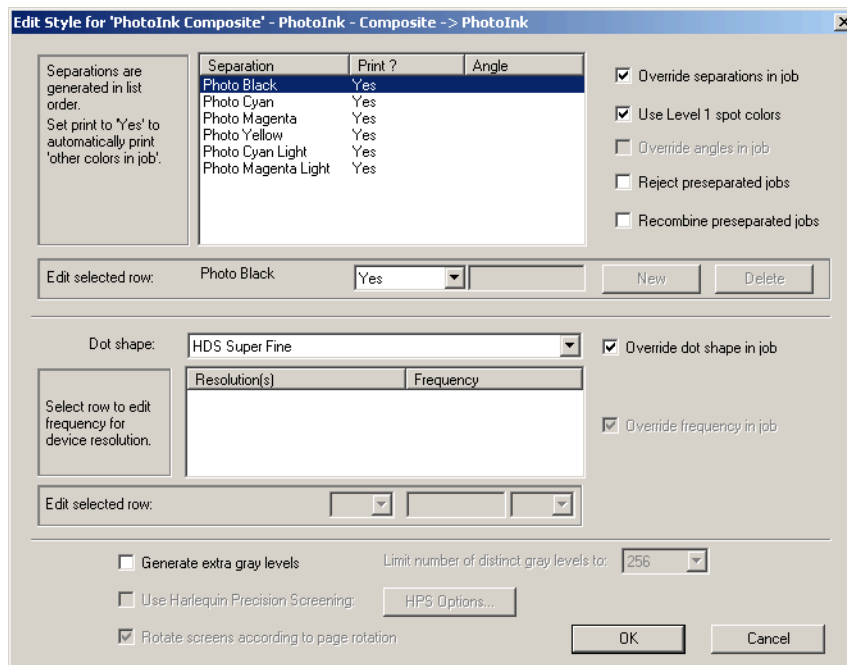 Edit Style for 'PhotoInk Composite' - PhotoInk - Composite -> PhotoInk
Separations are
generated in list
order.
Set print to 'Yes' to
automatically print
'other colors in job'.
Separation Print ? Angle
Photo Black Yes
Photo Cyan Yes
Photo Magenta Yes
Photo Yellow Yes
Photo Cyan Light Yes
Photo Magenta Light Yes
Override separations in job
Use Level 1 spot colors
Override angles in job
Reject preseparated jobs
Recombine preseparated jobs
Edit selected row: Photo Black Yes New Delete
Dot shape: HDS Super Fine Override dot shape in job
Resolution(s) Frequency
Select row to edit
frequency for
device resolution.
Override frequency in job
Edit selected row:
Generate extra gray levels Limit number of distinct gray levels to: 256
Use Harlequin Precision Screening: HPS Options...
Rotate screens according to page rotation
OK Cancel